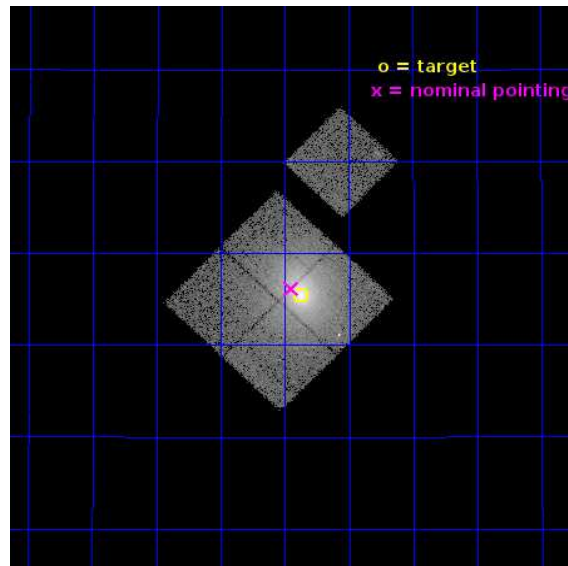 o = target
x = nominal pointing